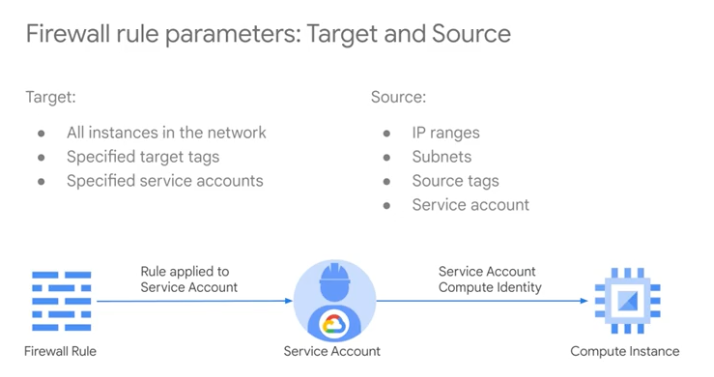 Firewall rule parameters: Target and Source
Target:
● All instances in the network
● Specified target tags
● Specified service accounts
Source:
● IP ranges
● Subnets
● Source tags
● Service account
Rule applied to
Service Account
Service Account
Compute Identity
Firewall Rule
Service Account
Compute Instance